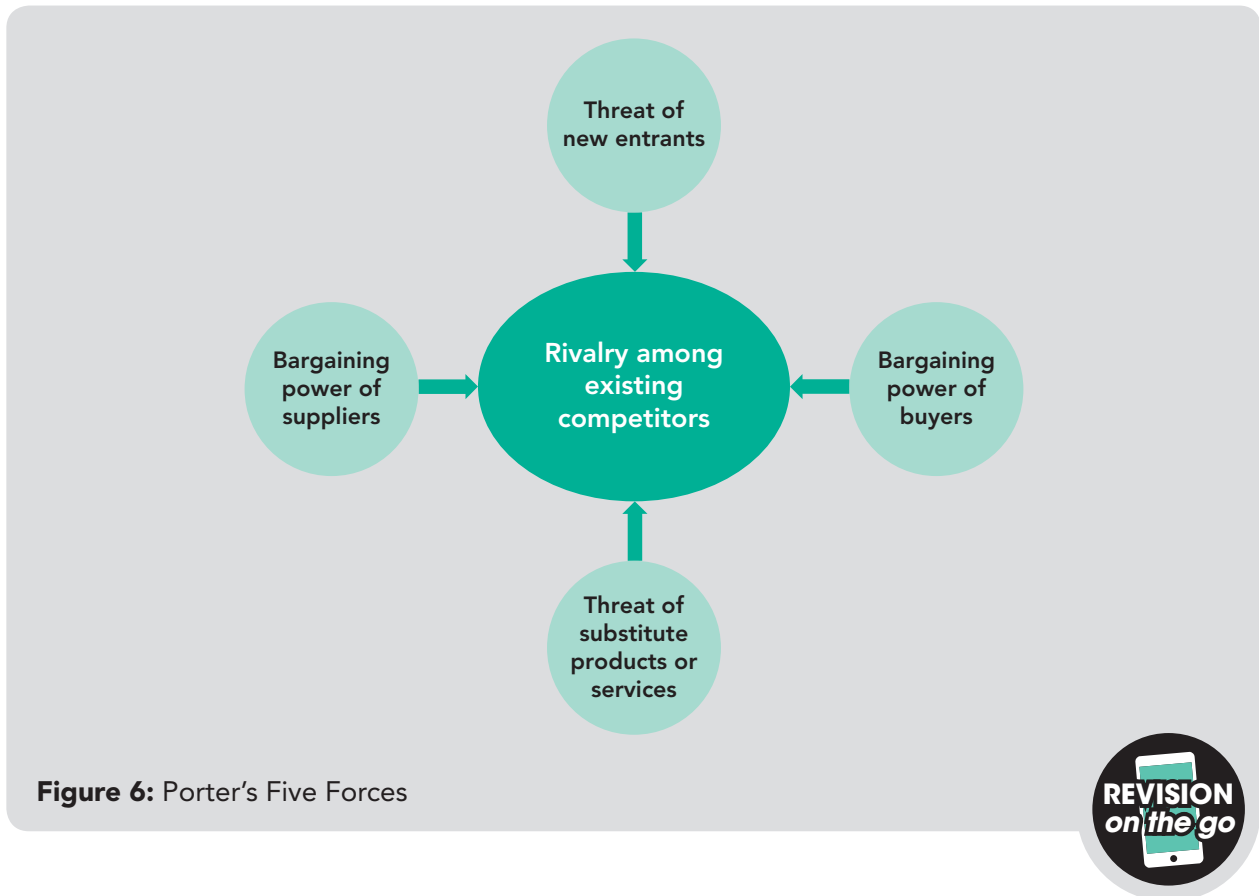 Threat of
new entrants
Bargaining
power of
suppliers
Rivalry among
existing
competitors
Bargaining
power of
buyers
Threat of
substitute
products or
services
Figure 6: Porter’s Five Forces
REVISION
on the go